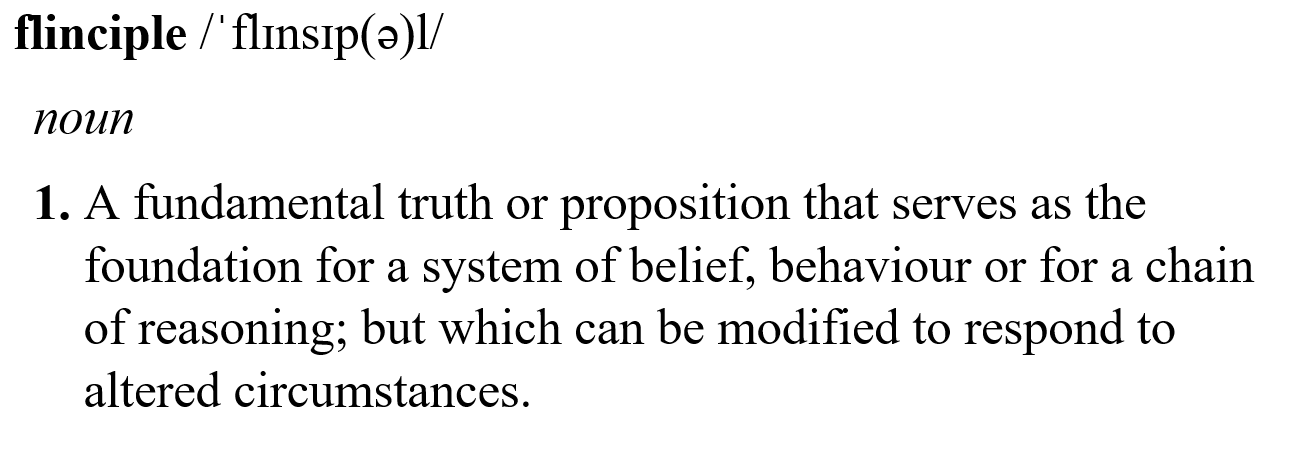 flinciple /ˈflɪnsɪp(ə)l/
noun
1. A fundamental truth or proposition that serves as the
foundation for a system of belief, behaviour or for a chain
of reasoning; but which can be modified to respond to
altered circumstances.